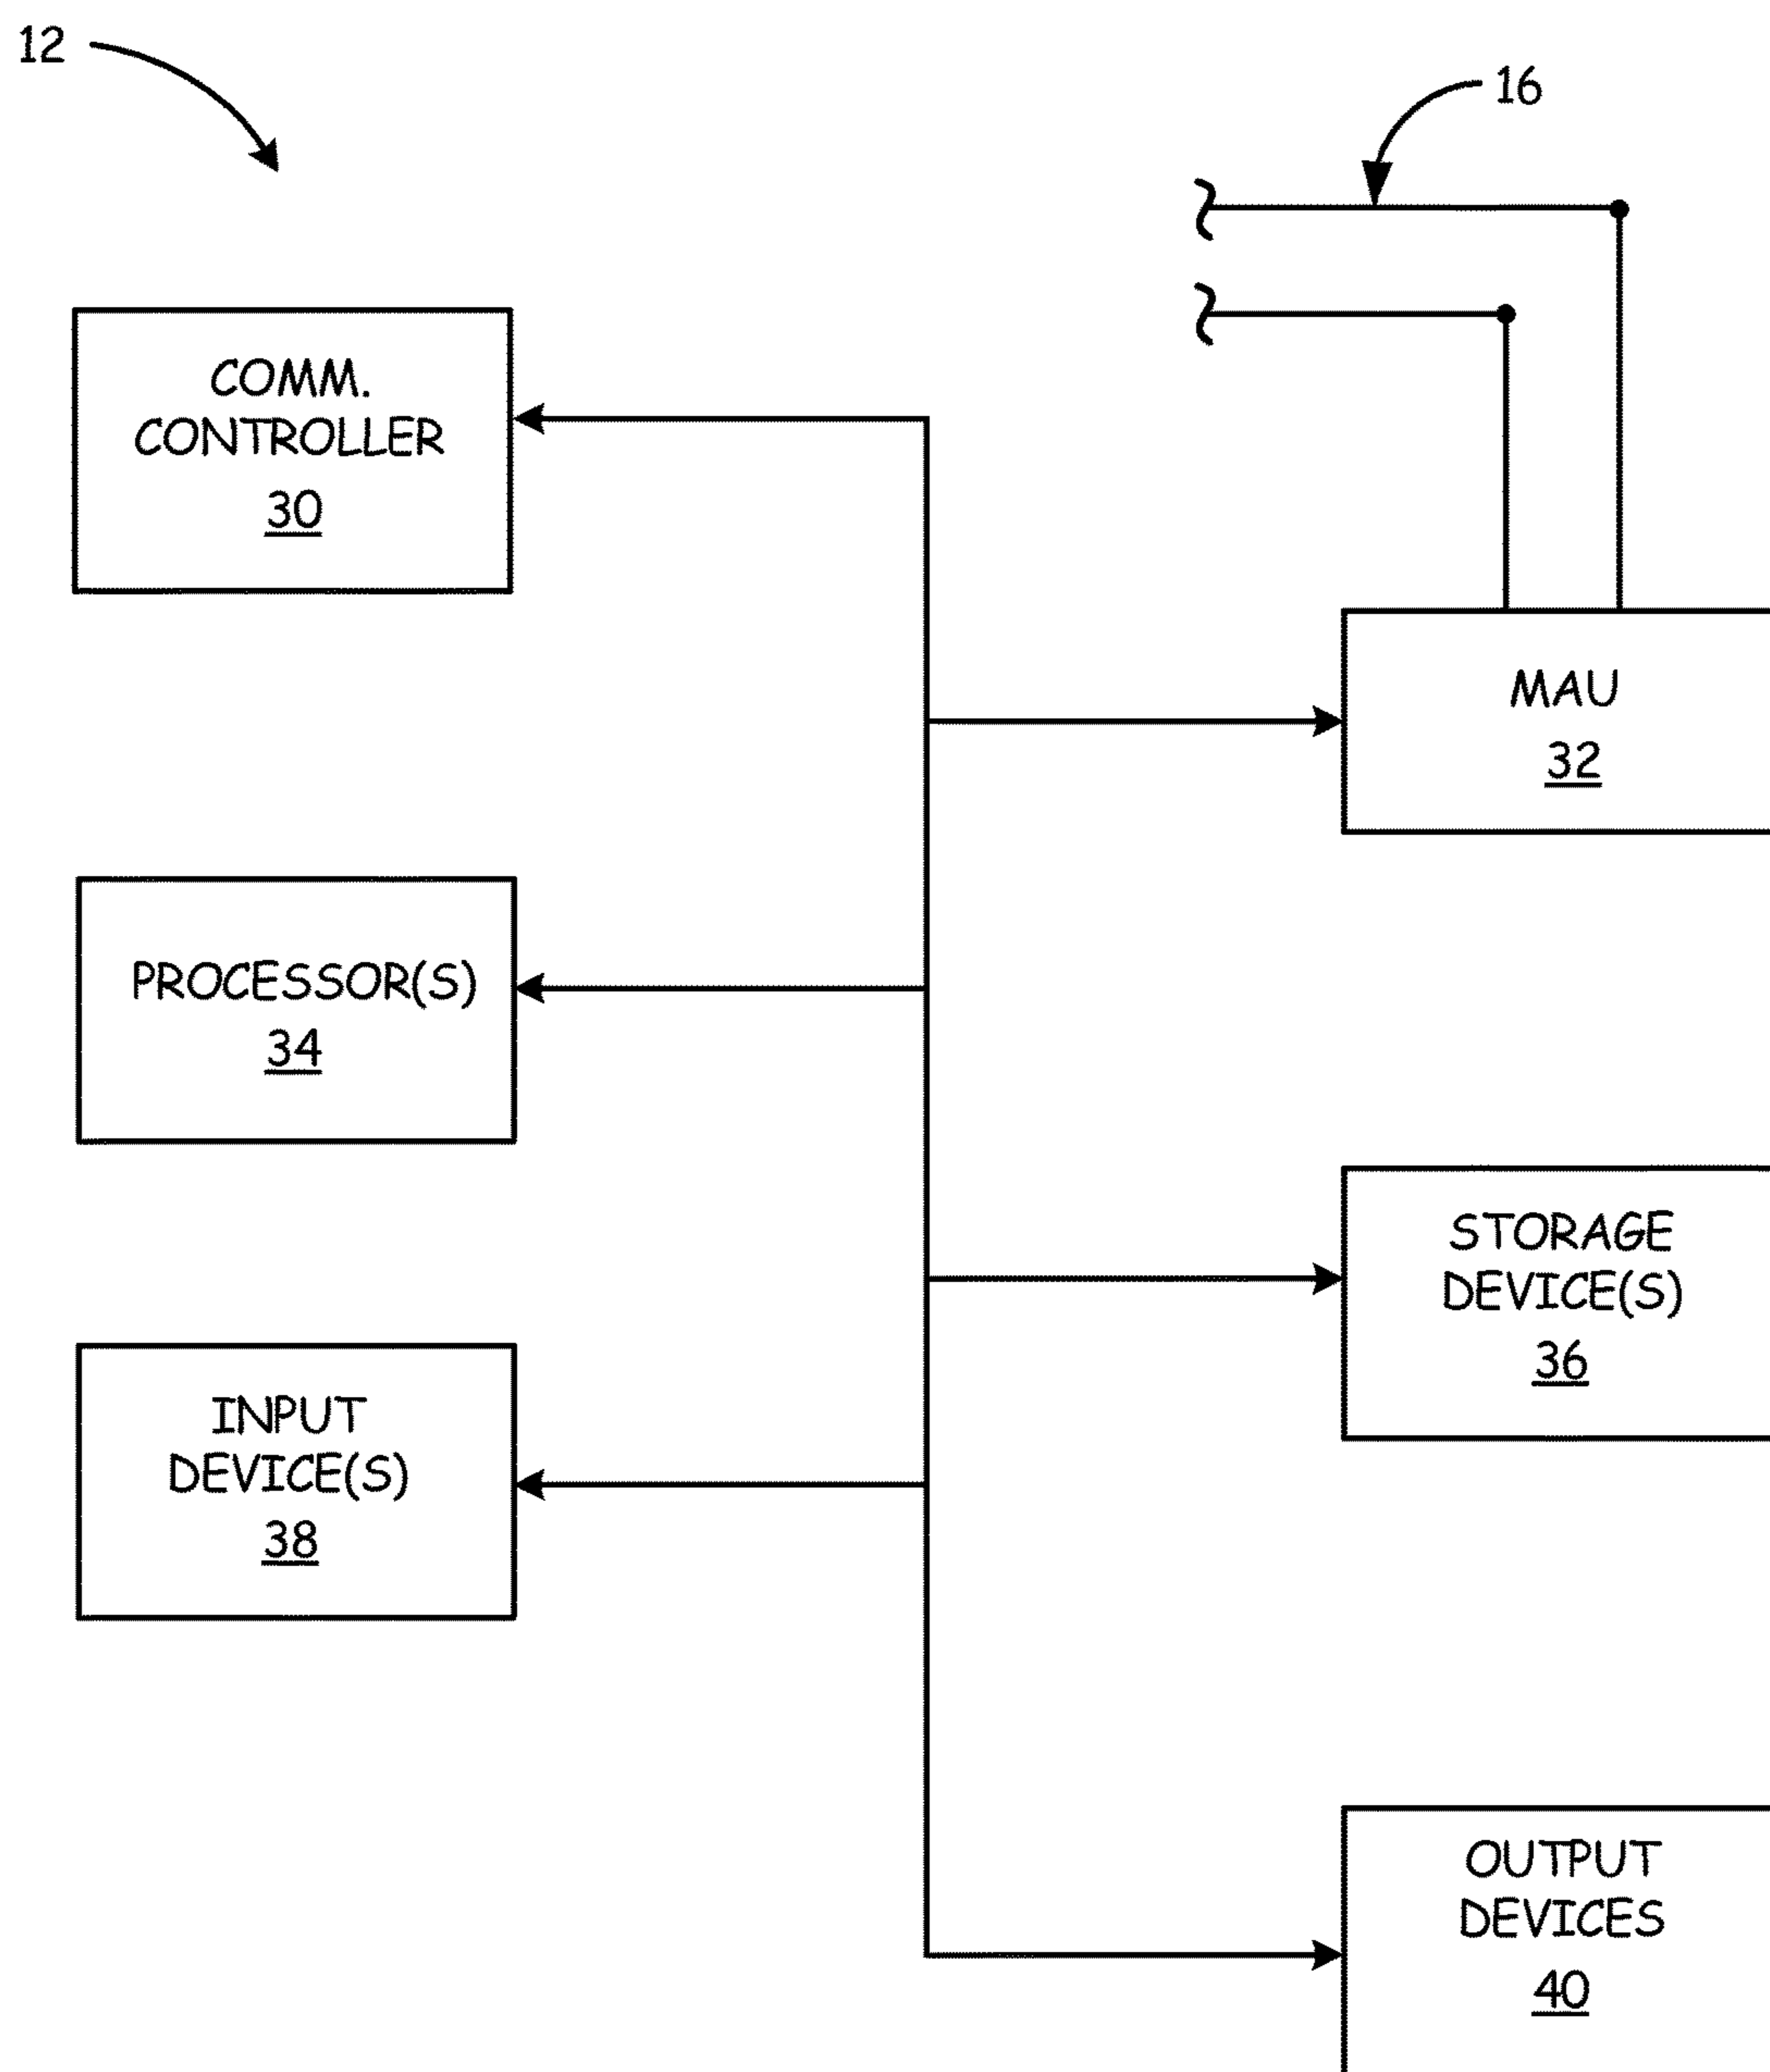 12
16
COMM.
CONTROLLER
30
MAU
32
PROCESSOR(S)
34
STORAGE
DEVICE(S)
36
INPUT
DEVICE(S)
38
OUTPUT
DEVICES
40